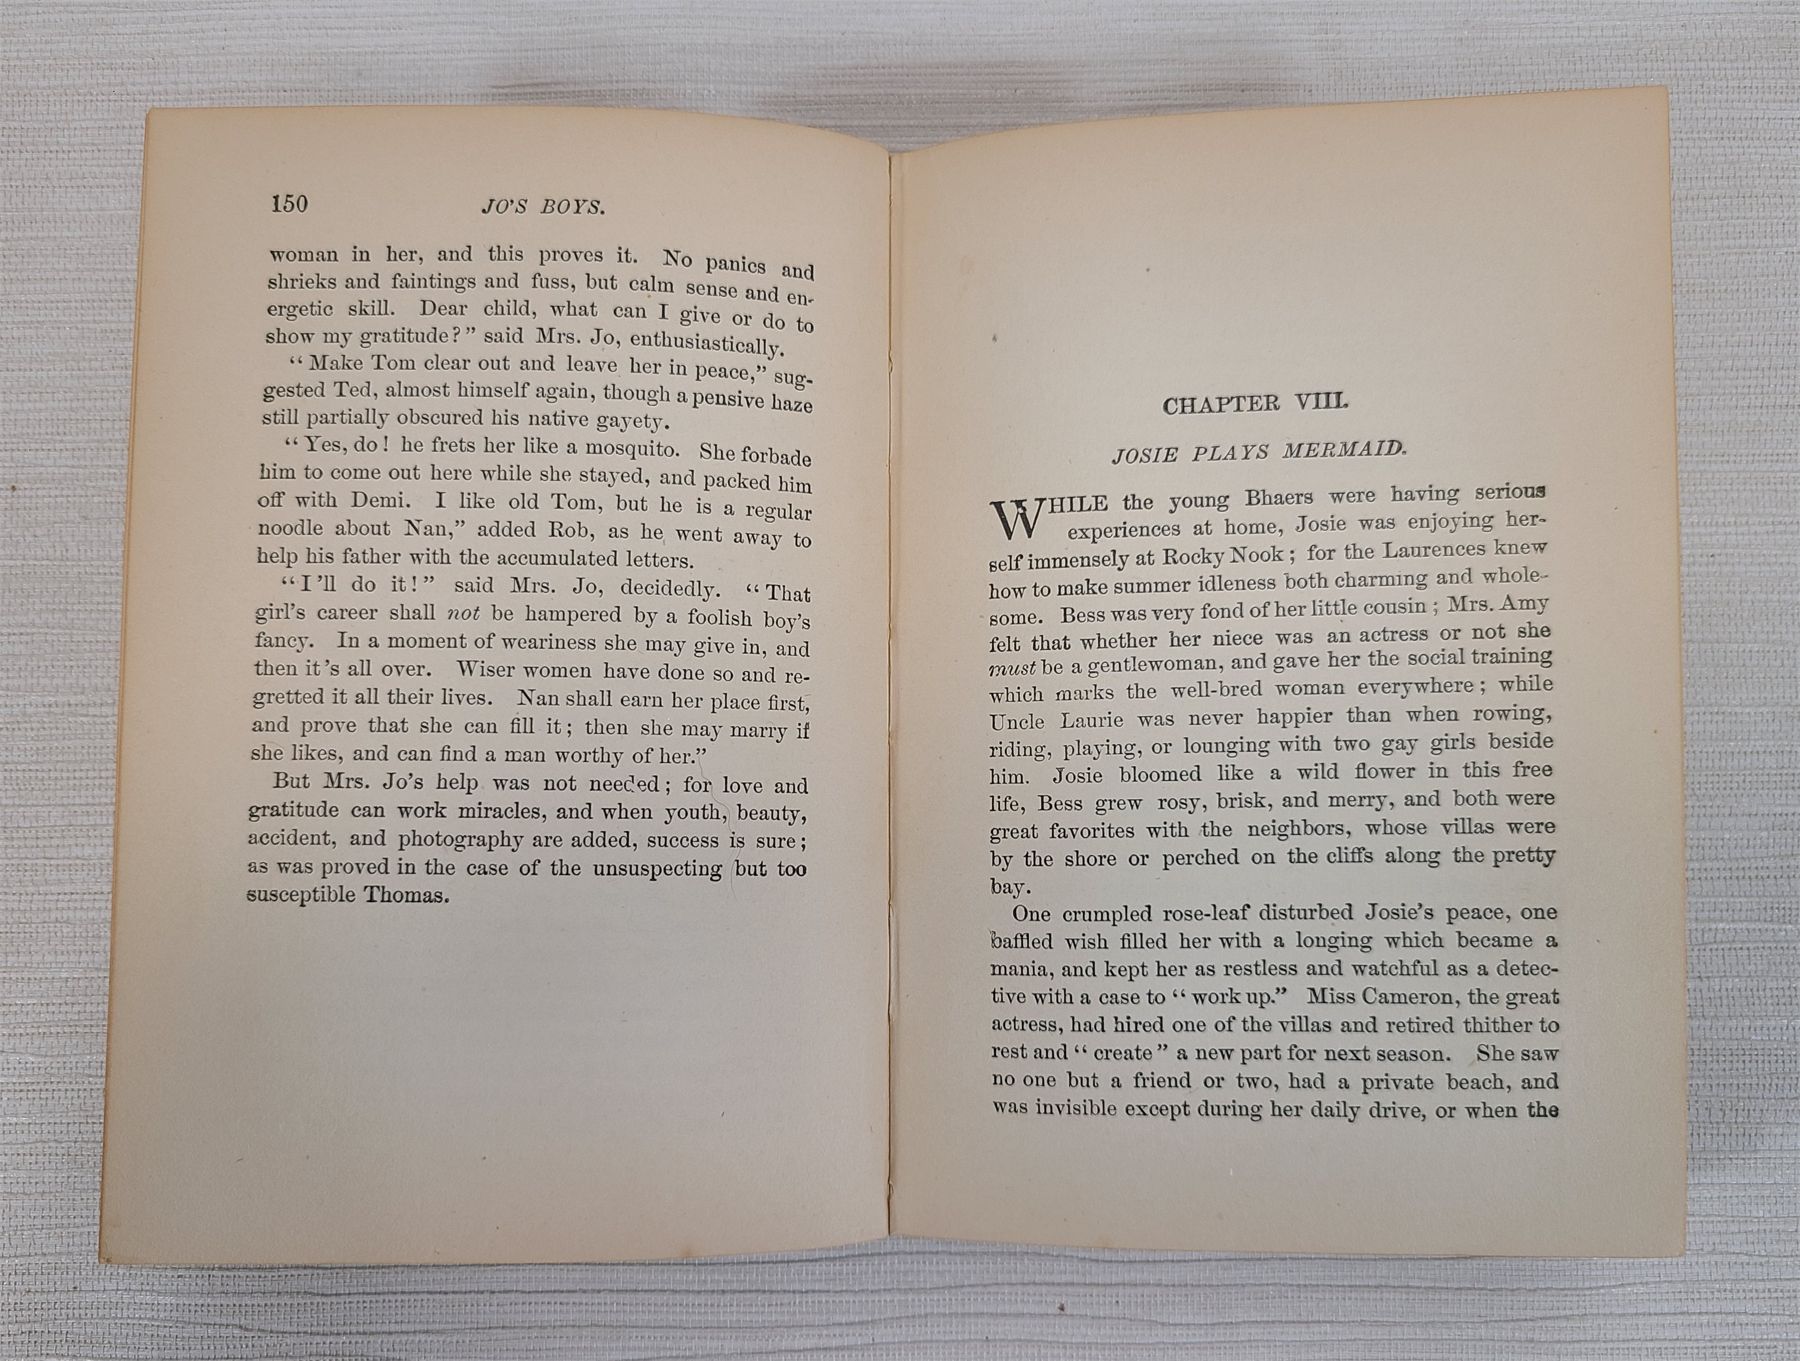 150 JO'S BOYS.
woman in her, and this proves it. No panics and
shrieks and faintings and fuss, but calm sense and en-
ergetic skill. Dear child, what can I give or do to
show my gratitude?" said Mrs. Jo, enthusiastically.
"Make Tom clear out and leave her in peace," sug-
gested Ted, almost himself again, though a pensive haze
still partially obscured his native gayety.
"Yes, do! he frets her like a mosquito. She forbade
him to come out here while she stayed, and packed him
off with Demi. I like old Tom, but he is a regular
noodle about Nan," added Rob, as he went away to
help his father with the accumulated letters.
"I'll do it!" said Mrs. Jo, decidedly. "That
girl's career shall not be hampered by a foolish boy's
fancy. In a moment of weariness she may give in, and
then it's all over. Wiser women have done so and re-
gretted it all their lives. Nan shall earn her place first,
and prove that she can fill it; then she may marry if
she likes, and can find a man worthy of her."
But Mrs. Jo's help was not needed; for love and
gratitude can work miracles, and when youth, beauty,
accident, and photography are added, success is sure;
as was proved in the case of the unsuspecting but too
susceptible Thomas.
CHAPTER VIII.
JOSIE PLAYS MERMAID.
WHILE the young Bhaers were having serious
experiences at home, Josie was enjoying her-
self immensely at Rocky Nook; for the Laurences knew
how to make summer idleness both charming and whole-
some. Bess was very fond of her little cousin; Mrs. Amy
felt that whether her niece was an actress or not she
must be a gentlewoman, and gave her the social training
which marks the well-bred woman everywhere; while
Uncle Laurie was never happier than when rowing,
riding, playing, or lounging with two gay girls beside
him. Josie bloomed like a wild flower in this free
life, Bess grew rosy, brisk, and merry, and both were
great favorites with the neighbors, whose villas were
by the shore or perched on the cliffs along the pretty
bay.
One crumpled rose-leaf disturbed Josie's peace, one
baffled wish filled her with a longing which became a
mania, and kept her as restless and watchful as a detec-
tive with a case to "work up." Miss Cameron, the great
actress, had hired one of the villas and retired thither to
rest and "create" a new part for next season. She saw
no one but a friend or two, had a private beach, and
was invisible except during her daily drive, or when the